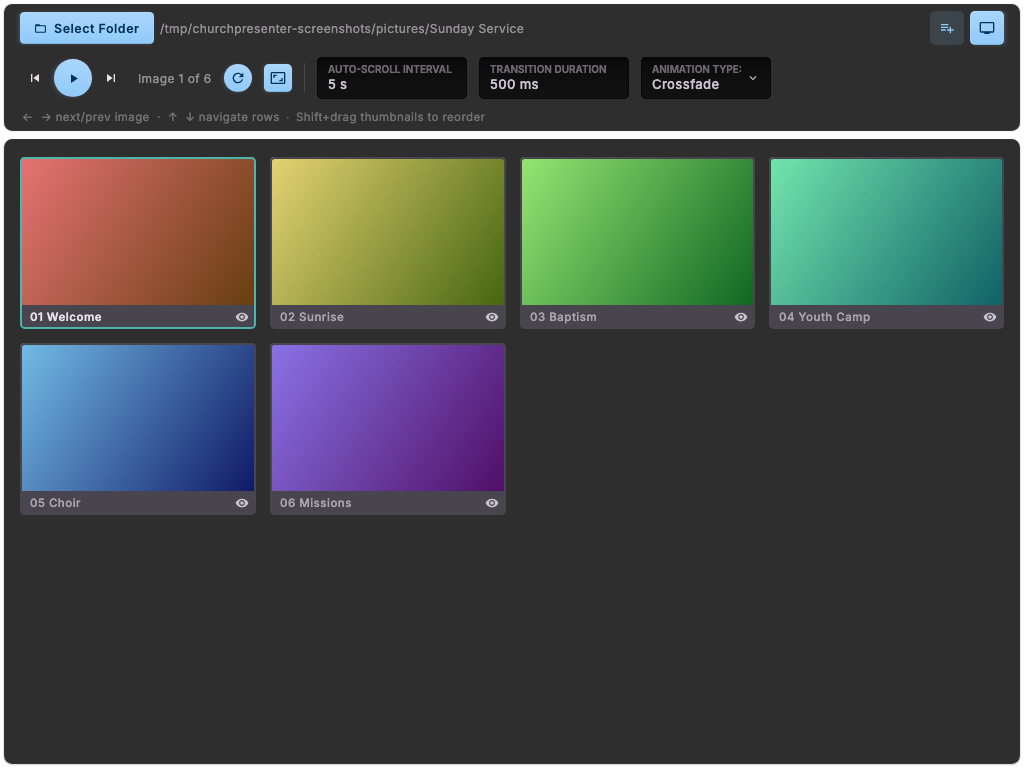 Select Folder /tmp/churchpresenter-screenshots/pictures/Sunday Service
Image 1 of 6
AUTO-SCROLL INTERVAL
5 s
TRANSITION DURATION
500 ms
ANIMATION TYPE:
Crossfade
← → next/prev image · ↑ ↓ navigate rows · Shift+drag thumbnails to reorder
01 Welcome
02 Sunrise
03 Baptism
04 Youth Camp
05 Choir
06 Missions